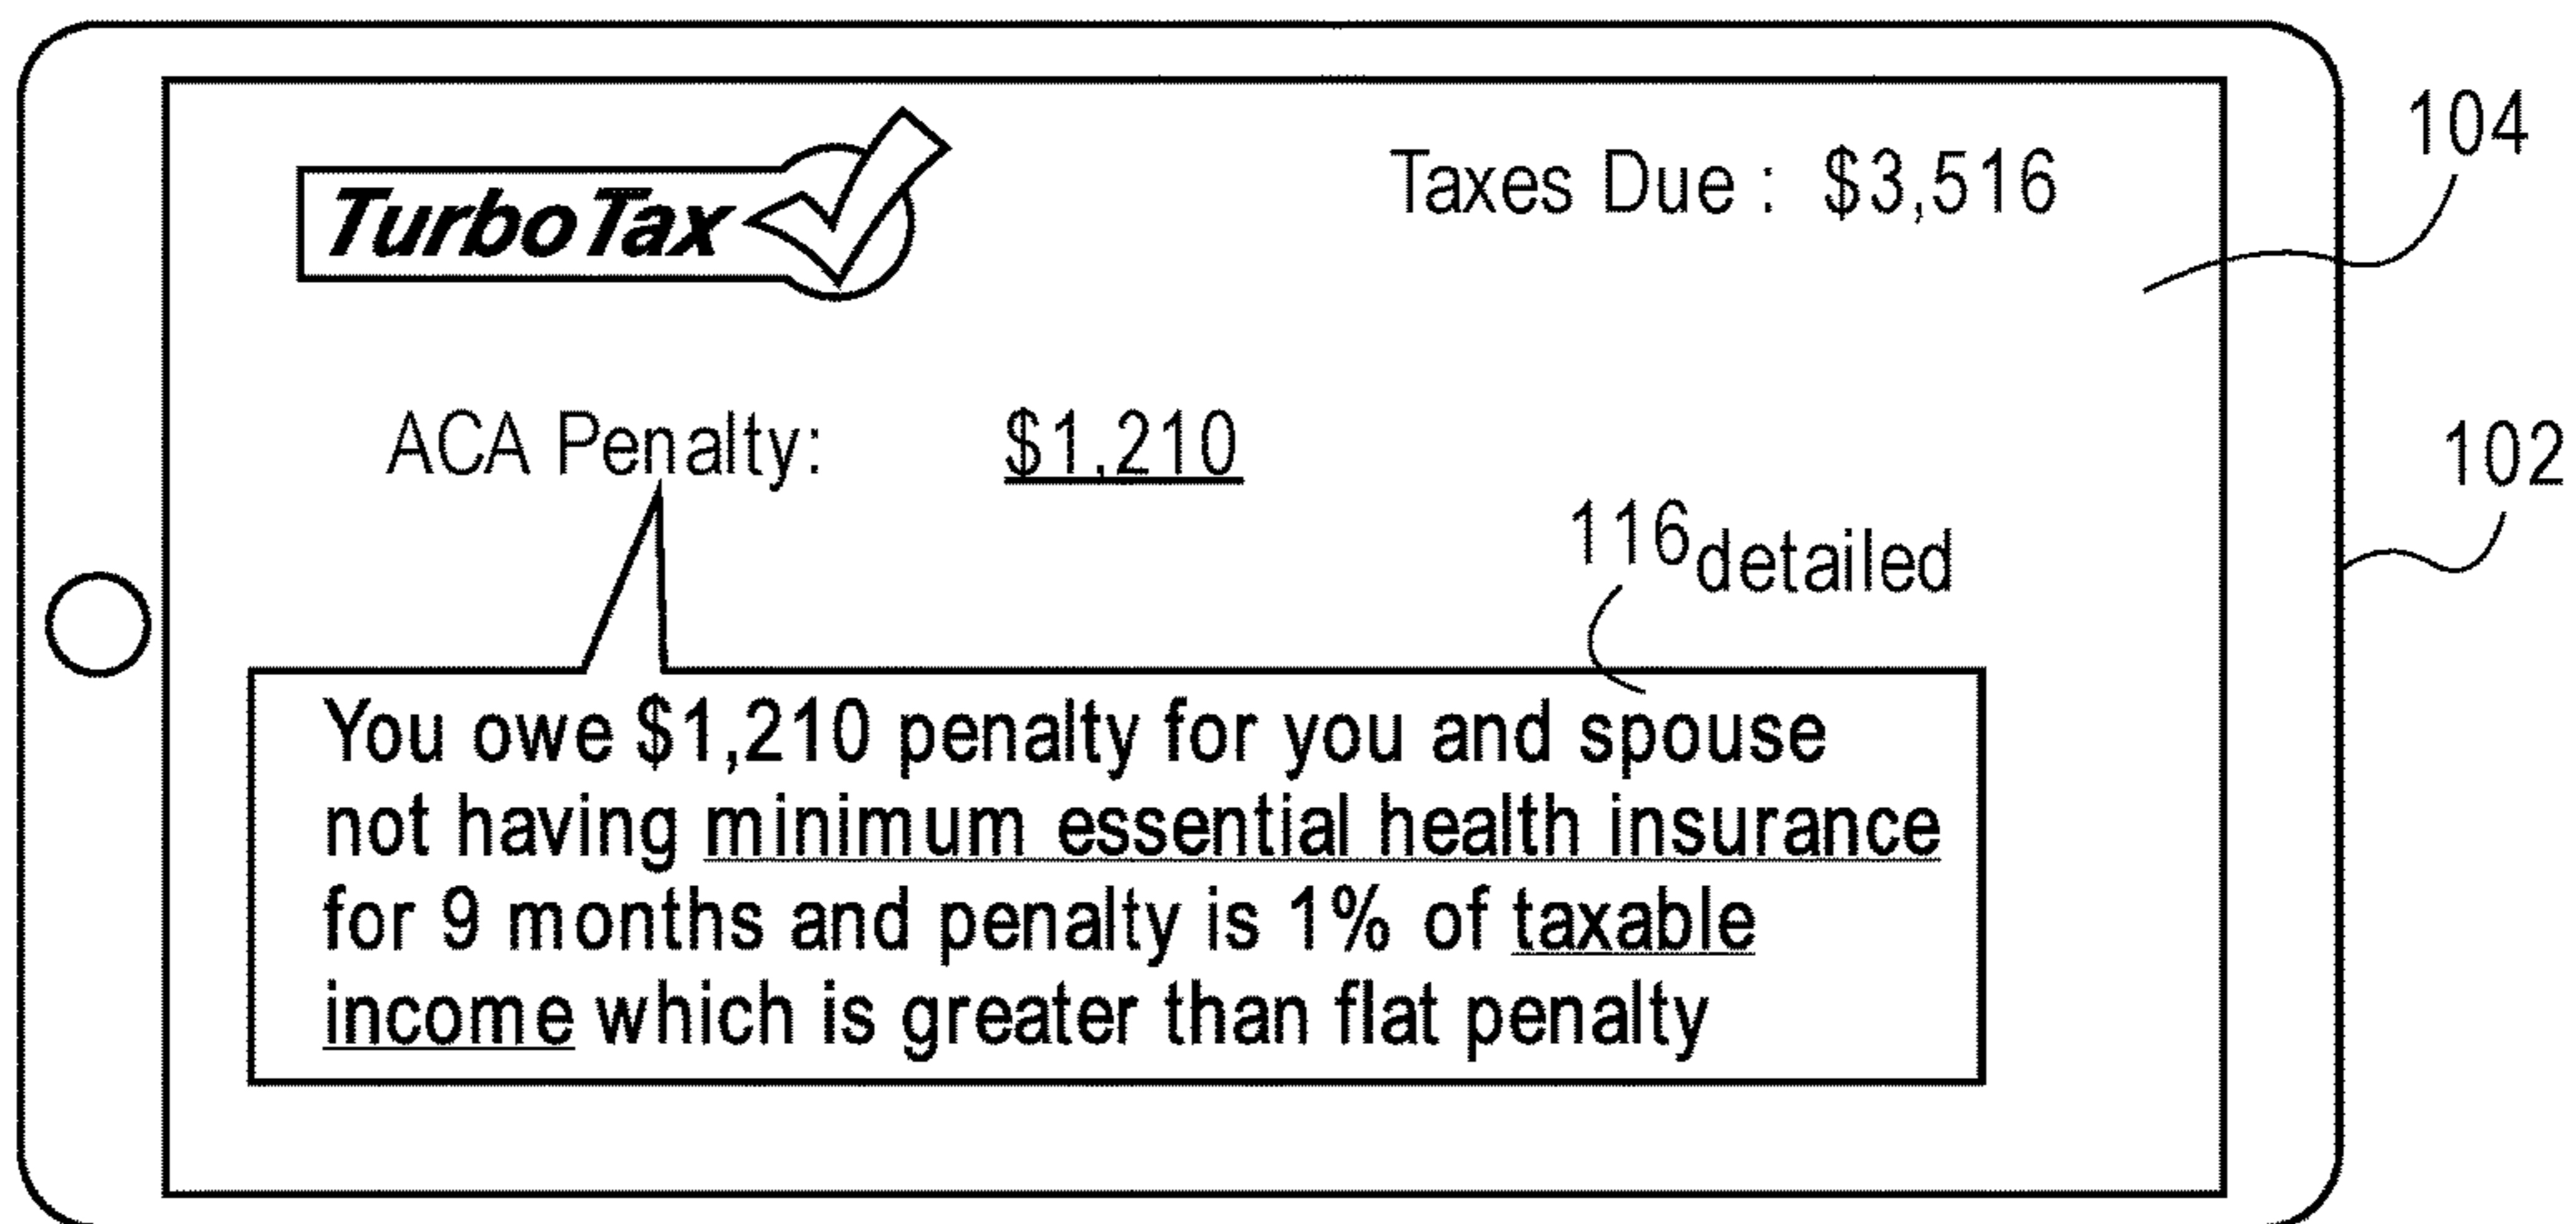 TurboTax
Taxes Due : $3,516
104
ACA Penalty: $1,210
102
116detailed
You owe $1,210 penalty for you and spouse
not having minimum essential health insurance
for 9 months and penalty is 1% of taxable
income which is greater than flat penalty